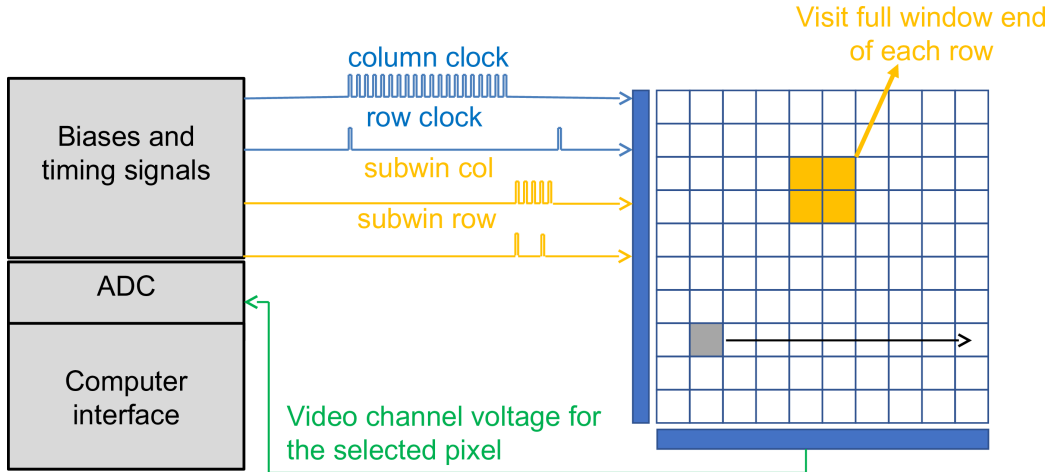 Visit full window end
of each row
column clock
row clock
subwin col
subwin row
Biases and
timing signals
ADC
Computer
interface
Video channel voltage for
the selected pixel